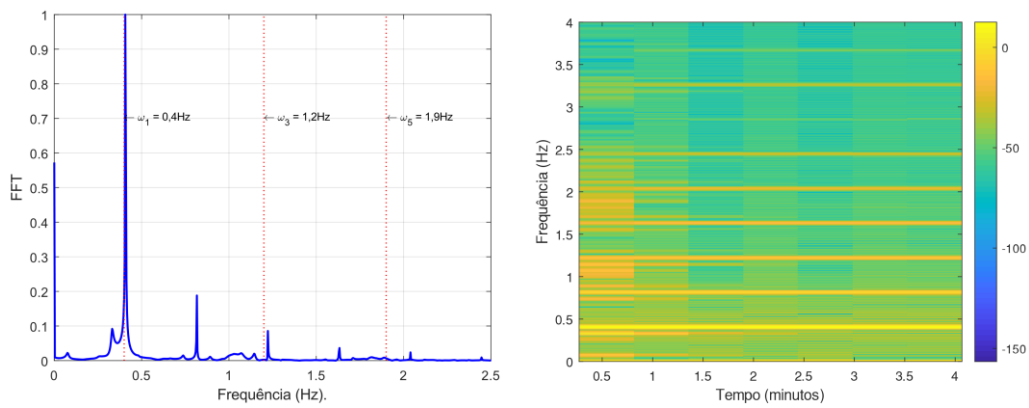 1
0.9
0.8
0.7
0.6
0.5
0.4
0.3
0.2
0.1
0
FFT
← ω1 = 0,4Hz
← ω3 = 1,2Hz
← ω5 = 1,9Hz
0 0.5 1 1.5 2 2.5
Frequência (Hz).
4
3.5
3
2.5
2
1.5
1
0.5
0
Frequência (Hz)
0.5 1 1.5 2 2.5 3 3.5 4
Tempo (minutos)
0
-50
-100
-150